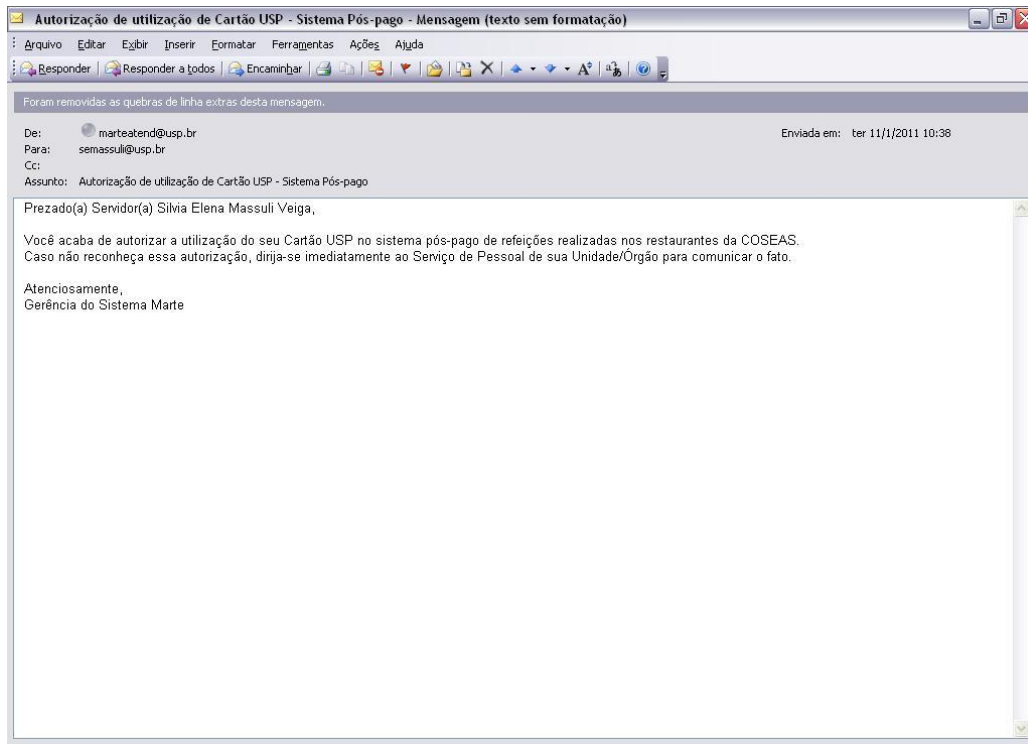 Autorização de utilização de Cartão USP - Sistema Pós-pago - Mensagem (texto sem formatação)
Arquivo Editar Exibir Inserir Formatar Ferramentas Ações Ajuda
Responder Responder a todos Encaminhar
Foram removidas as quebras de linha extras desta mensagem.
De: marteatend@usp.br Enviada em: ter 11/1/2011 10:38
Para: semassuli@usp.br
Cc:
Assunto: Autorização de utilização de Cartão USP - Sistema Pós-pago
Prezado(a) Servidor(a) Silvia Elena Massuli Veiga,
Você acaba de autorizar a utilização do seu Cartão USP no sistema pós-pago de refeições realizadas nos restaurantes da COSEAS.
Caso não reconheça essa autorização, dirija-se imediatamente ao Serviço de Pessoal de sua Unidade/Órgão para comunicar o fato.
Atenciosamente,
Gerência do Sistema Marte